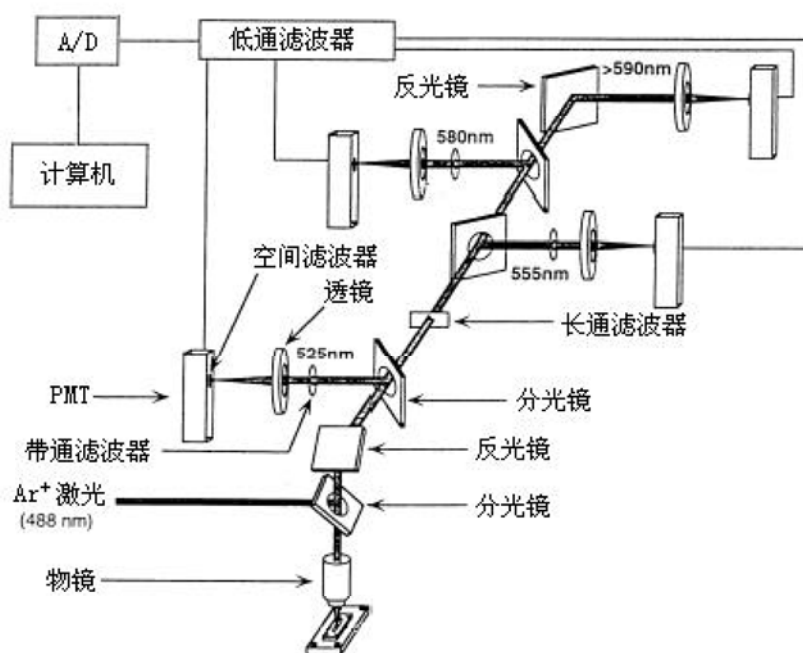 A/D
低通滤波器
计算机
反光镜
>590nm
580nm
空间滤波器
透镜
555nm
长通滤波器
525nm
PMT
分光镜
带通滤波器
反光镜
Ar⁺激光
(488 nm)
分光镜
物镜